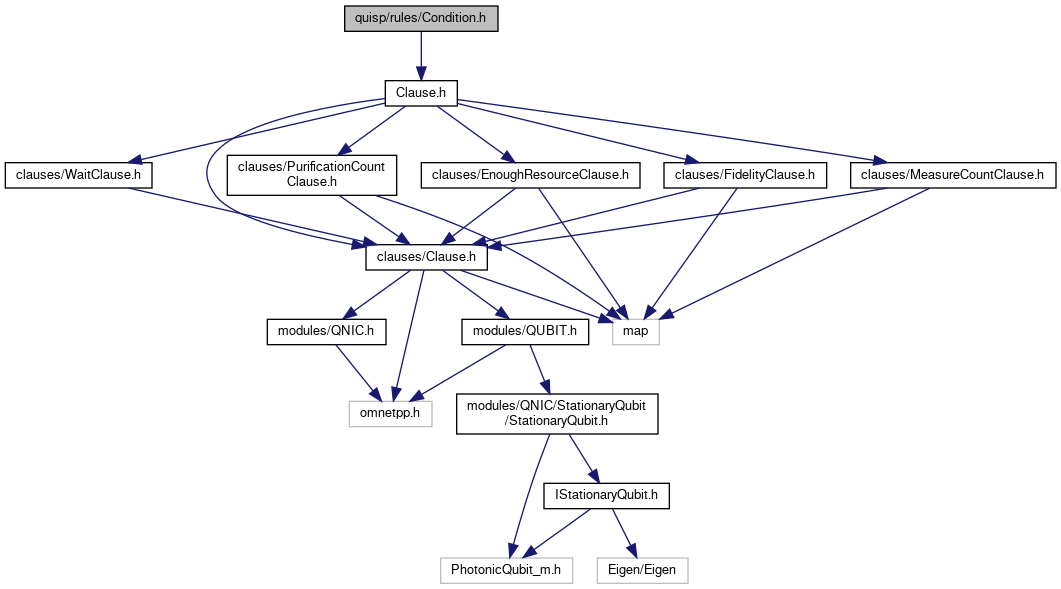 quisp/rules/Condition.h
Clause.h
clauses/WaitClause.h
clauses/PurificationCount
Clause.h
clauses/EnoughResourceClause.h
clauses/FidelityClause.h
clauses/MeasureCountClause.h
clauses/Clause.h
modules/QNIC.h
modules/QUBIT.h
map
omnetpp.h
modules/QNIC/StationaryQubit
/StationaryQubit.h
IStationaryQubit.h
PhotonicQubit_m.h
Eigen/Eigen